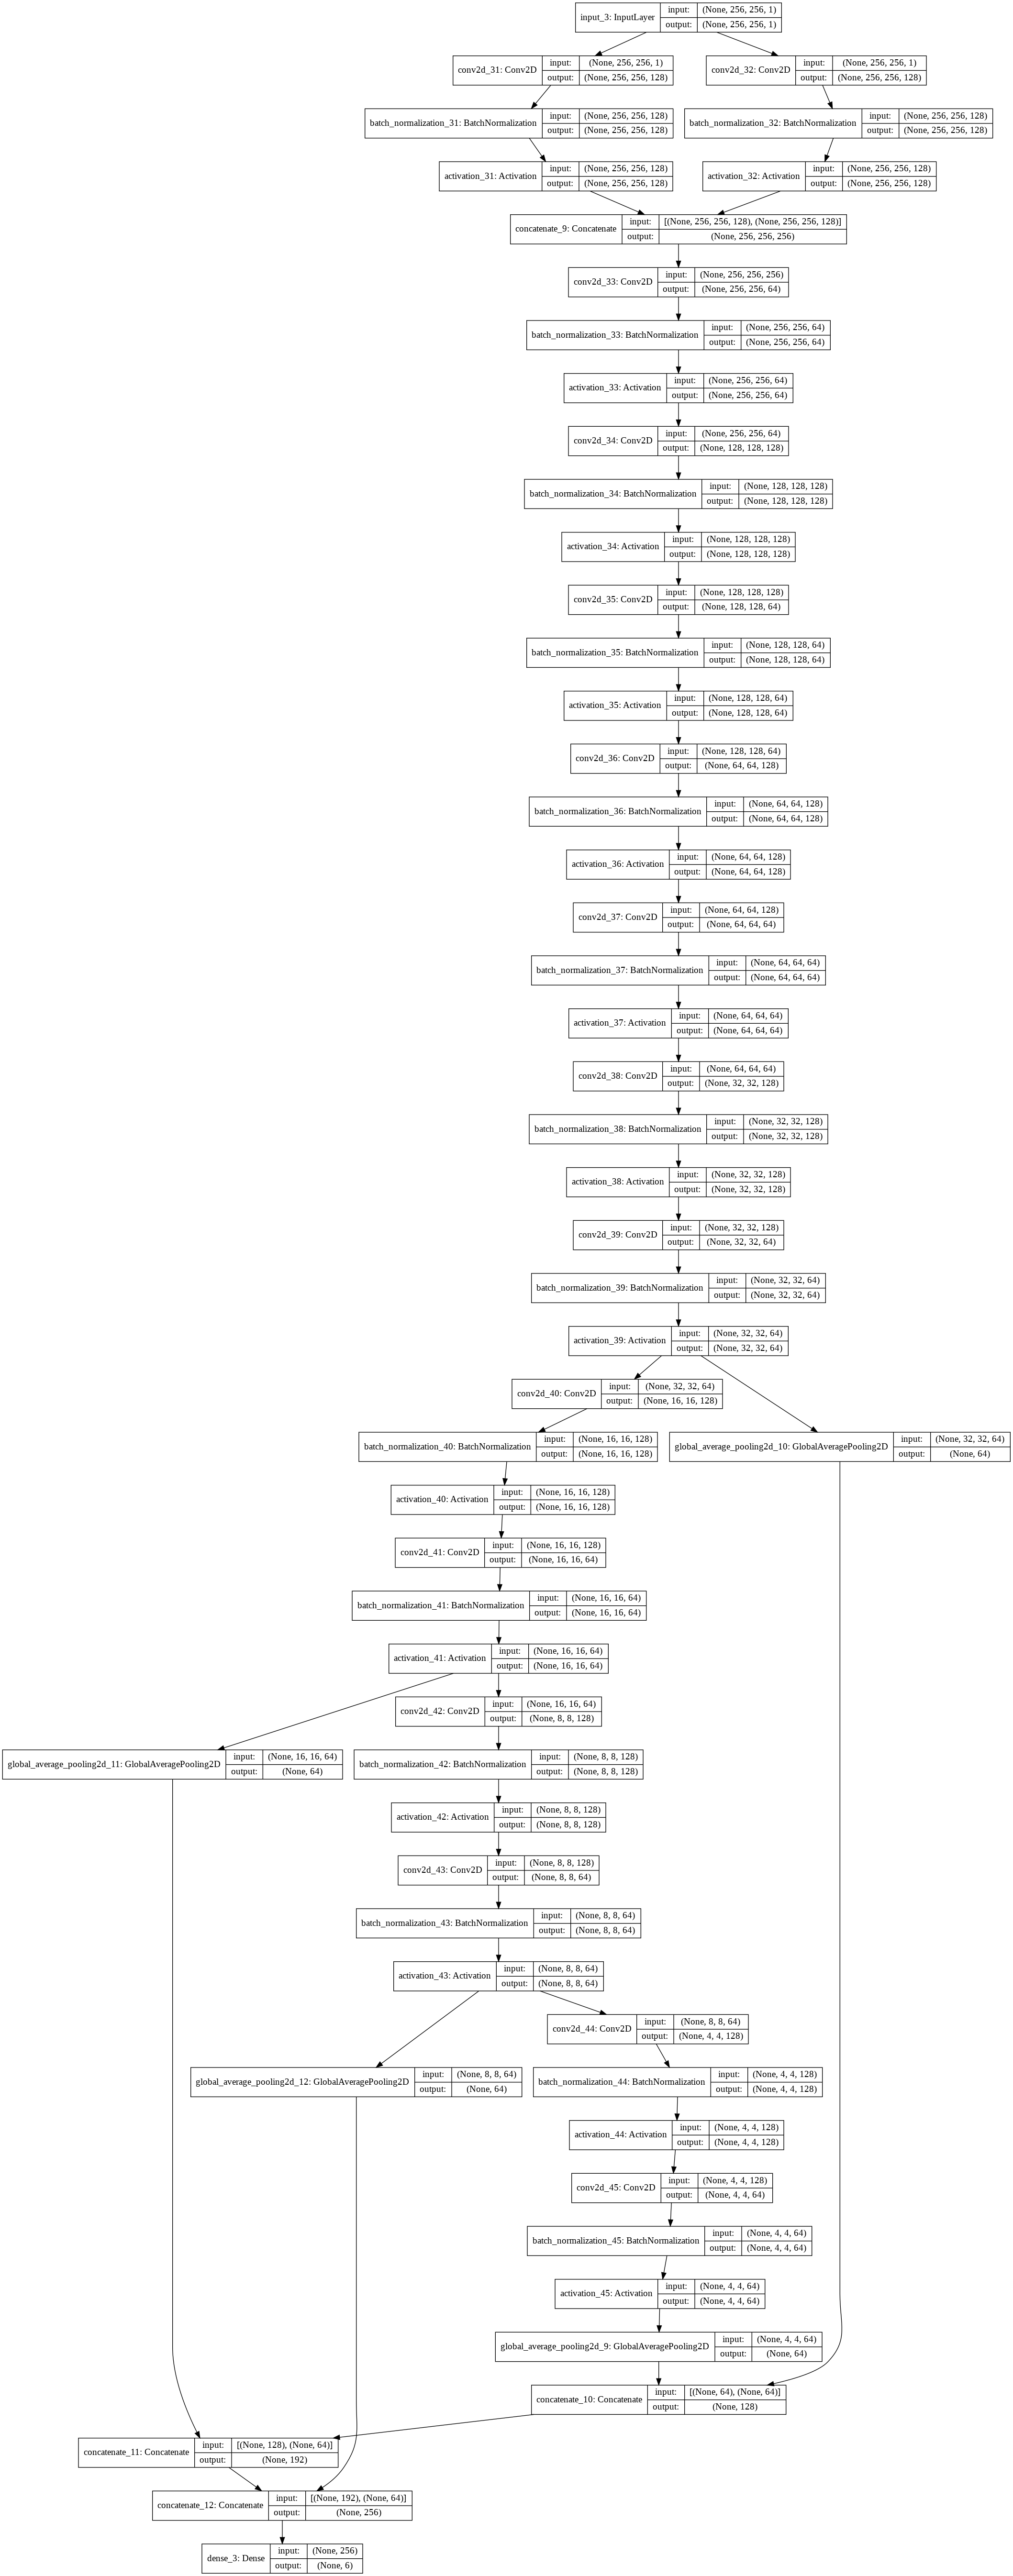 input_3: InputLayer input: (None, 256, 256, 1)
output: (None, 256, 256, 1)
conv2d_31: Conv2D input: (None, 256, 256, 1)
output: (None, 256, 256, 128)
conv2d_32: Conv2D input: (None, 256, 256, 1)
output: (None, 256, 256, 128)
batch_normalization_31: BatchNormalization input: (None, 256, 256, 128)
output: (None, 256, 256, 128)
batch_normalization_32: BatchNormalization input: (None, 256, 256, 128)
output: (None, 256, 256, 128)
activation_31: Activation input: (None, 256, 256, 128)
output: (None, 256, 256, 128)
activation_32: Activation input: (None, 256, 256, 128)
output: (None, 256, 256, 128)
concatenate_9: Concatenate input: [(None, 256, 256, 128), (None, 256, 256, 128)]
output: (None, 256, 256, 256)
conv2d_33: Conv2D input: (None, 256, 256, 256)
output: (None, 256, 256, 64)
batch_normalization_33: BatchNormalization input: (None, 256, 256, 64)
output: (None, 256, 256, 64)
activation_33: Activation input: (None, 256, 256, 64)
output: (None, 256, 256, 64)
conv2d_34: Conv2D input: (None, 256, 256, 64)
output: (None, 128, 128, 128)
batch_normalization_34: BatchNormalization input: (None, 128, 128, 128)
output: (None, 128, 128, 128)
activation_34: Activation input: (None, 128, 128, 128)
output: (None, 128, 128, 128)
conv2d_35: Conv2D input: (None, 128, 128, 128)
output: (None, 128, 128, 64)
batch_normalization_35: BatchNormalization input: (None, 128, 128, 64)
output: (None, 128, 128, 64)
activation_35: Activation input: (None, 128, 128, 64)
output: (None, 128, 128, 64)
conv2d_36: Conv2D input: (None, 128, 128, 64)
output: (None, 64, 64, 128)
batch_normalization_36: BatchNormalization input: (None, 64, 64, 128)
output: (None, 64, 64, 128)
activation_36: Activation input: (None, 64, 64, 128)
output: (None, 64, 64, 128)
conv2d_37: Conv2D input: (None, 64, 64, 128)
output: (None, 64, 64, 64)
batch_normalization_37: BatchNormalization input: (None, 64, 64, 64)
output: (None, 64, 64, 64)
activation_37: Activation input: (None, 64, 64, 64)
output: (None, 64, 64, 64)
conv2d_38: Conv2D input: (None, 64, 64, 64)
output: (None, 32, 32, 128)
batch_normalization_38: BatchNormalization input: (None, 32, 32, 128)
output: (None, 32, 32, 128)
activation_38: Activation input: (None, 32, 32, 128)
output: (None, 32, 32, 128)
conv2d_39: Conv2D input: (None, 32, 32, 128)
output: (None, 32, 32, 64)
batch_normalization_39: BatchNormalization input: (None, 32, 32, 64)
output: (None, 32, 32, 64)
activation_39: Activation input: (None, 32, 32, 64)
output: (None, 32, 32, 64)
conv2d_40: Conv2D input: (None, 32, 32, 64)
output: (None, 16, 16, 128)
batch_normalization_40: BatchNormalization input: (None, 16, 16, 128)
output: (None, 16, 16, 128)
global_average_pooling2d_10: GlobalAveragePooling2D input: (None, 32, 32, 64)
output: (None, 64)
activation_40: Activation input: (None, 16, 16, 128)
output: (None, 16, 16, 128)
conv2d_41: Conv2D input: (None, 16, 16, 128)
output: (None, 16, 16, 64)
batch_normalization_41: BatchNormalization input: (None, 16, 16, 64)
output: (None, 16, 16, 64)
activation_41: Activation input: (None, 16, 16, 64)
output: (None, 16, 16, 64)
conv2d_42: Conv2D input: (None, 16, 16, 64)
output: (None, 8, 8, 128)
global_average_pooling2d_11: GlobalAveragePooling2D input: (None, 16, 16, 64)
output: (None, 64)
batch_normalization_42: BatchNormalization input: (None, 8, 8, 128)
output: (None, 8, 8, 128)
activation_42: Activation input: (None, 8, 8, 128)
output: (None, 8, 8, 128)
conv2d_43: Conv2D input: (None, 8, 8, 128)
output: (None, 8, 8, 64)
batch_normalization_43: BatchNormalization input: (None, 8, 8, 64)
output: (None, 8, 8, 64)
activation_43: Activation input: (None, 8, 8, 64)
output: (None, 8, 8, 64)
conv2d_44: Conv2D input: (None, 8, 8, 64)
output: (None, 4, 4, 128)
global_average_pooling2d_12: GlobalAveragePooling2D input: (None, 8, 8, 64)
output: (None, 64)
batch_normalization_44: BatchNormalization input: (None, 4, 4, 128)
output: (None, 4, 4, 128)
activation_44: Activation input: (None, 4, 4, 128)
output: (None, 4, 4, 128)
conv2d_45: Conv2D input: (None, 4, 4, 128)
output: (None, 4, 4, 64)
batch_normalization_45: BatchNormalization input: (None, 4, 4, 64)
output: (None, 4, 4, 64)
activation_45: Activation input: (None, 4, 4, 64)
output: (None, 4, 4, 64)
global_average_pooling2d_9: GlobalAveragePooling2D input: (None, 4, 4, 64)
output: (None, 64)
concatenate_10: Concatenate input: [(None, 64), (None, 64)]
output: (None, 128)
concatenate_11: Concatenate input: [(None, 128), (None, 64)]
output: (None, 192)
concatenate_12: Concatenate input: [(None, 192), (None, 64)]
output: (None, 256)
dense_3: Dense input: (None, 256)
output: (None, 6)